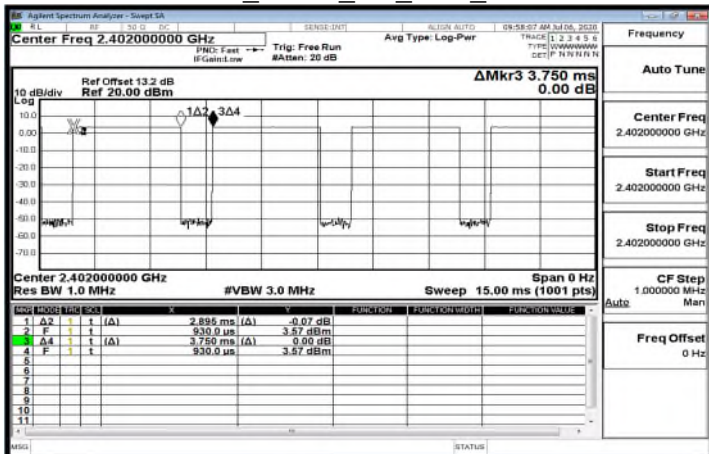 Agilent Spectrum Analyzer - Swept SA
RL RF 50 Ω DC SENSE:INT ALIGN AUTO 09:58:07 AM Jul 06, 2020
Center Freq 2.402000000 GHz Avg Type: Log-Pwr TRACE 1 2 3 4 5 6
PNO: Fast Trig: Free Run TYPE WWWWWW
IFGain:Low #Atten: 20 dB DET P N N N N N
Frequency
Auto Tune
Center Freq
2.402000000 GHz
Start Freq
2.402000000 GHz
Stop Freq
2.402000000 GHz
CF Step
1.000000 MHz
Auto Man
Freq Offset
0 Hz
ΔMkr3 3.750 ms
0.00 dB
Ref Offset 13.2 dB
10 dB/div Ref 20.00 dBm
Log
1Δ2 3Δ4
10.0
0.00
-10.0
-20.0
-30.0
-40.0
-50.0
-60.0
-70.0
Center 2.402000000 GHz Span 0 Hz
Res BW 1.0 MHz #VBW 3.0 MHz Sweep 15.00 ms (1001 pts)
MKR MODE TRC SCL X Y FUNCTION FUNCTION WIDTH FUNCTION VALUE
1 Δ2 1 t (Δ) 2.895 ms (Δ) -0.07 dB
2 F 1 t 930.0 µs 3.57 dBm
3 Δ4 1 t (Δ) 3.750 ms (Δ) 0.00 dB
4 F 1 t 930.0 µs 3.57 dBm
5
6
7
8
9
10
11
MSG STATUS